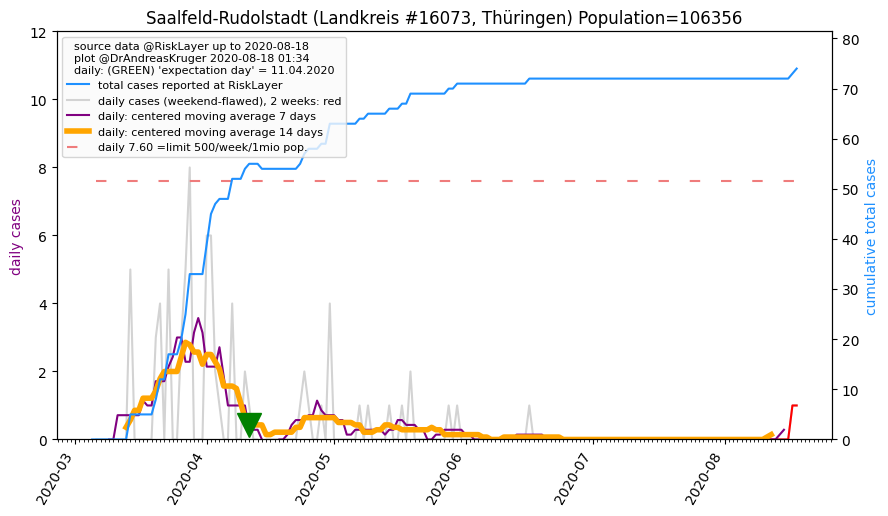 Saalfeld-Rudolstadt (Landkreis #16073, Thüringen) Population=106356
source data @RiskLayer up to 2020-08-18
plot @DrAndreasKruger 2020-08-18 01:34
daily: (GREEN) 'expectation day' = 11.04.2020
total cases reported at RiskLayer
daily cases (weekend-flawed), 2 weeks: red
daily: centered moving average 7 days
daily: centered moving average 14 days
daily 7.60 =limit 500/week/1mio pop.
daily cases
12
10
8
6
4
2
0
cumulative total cases
80
70
60
50
40
30
20
10
0
2020-03
2020-04
2020-05
2020-06
2020-07
2020-08